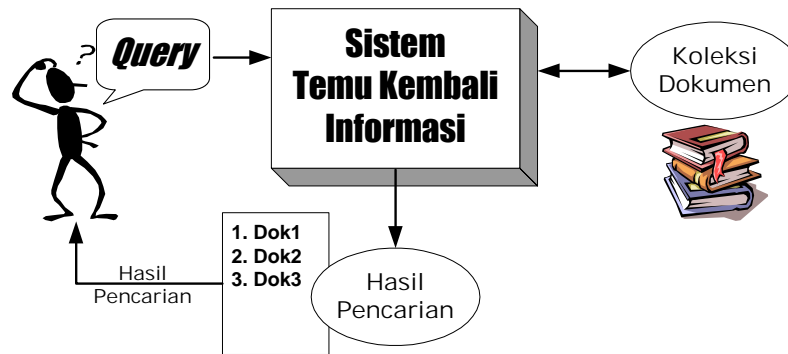 ?
Query
Sistem
Temu Kembali
Informasi
Koleksi
Dokumen
1. Dok1
2. Dok2
3. Dok3
Hasil
Pencarian
Hasil
Pencarian